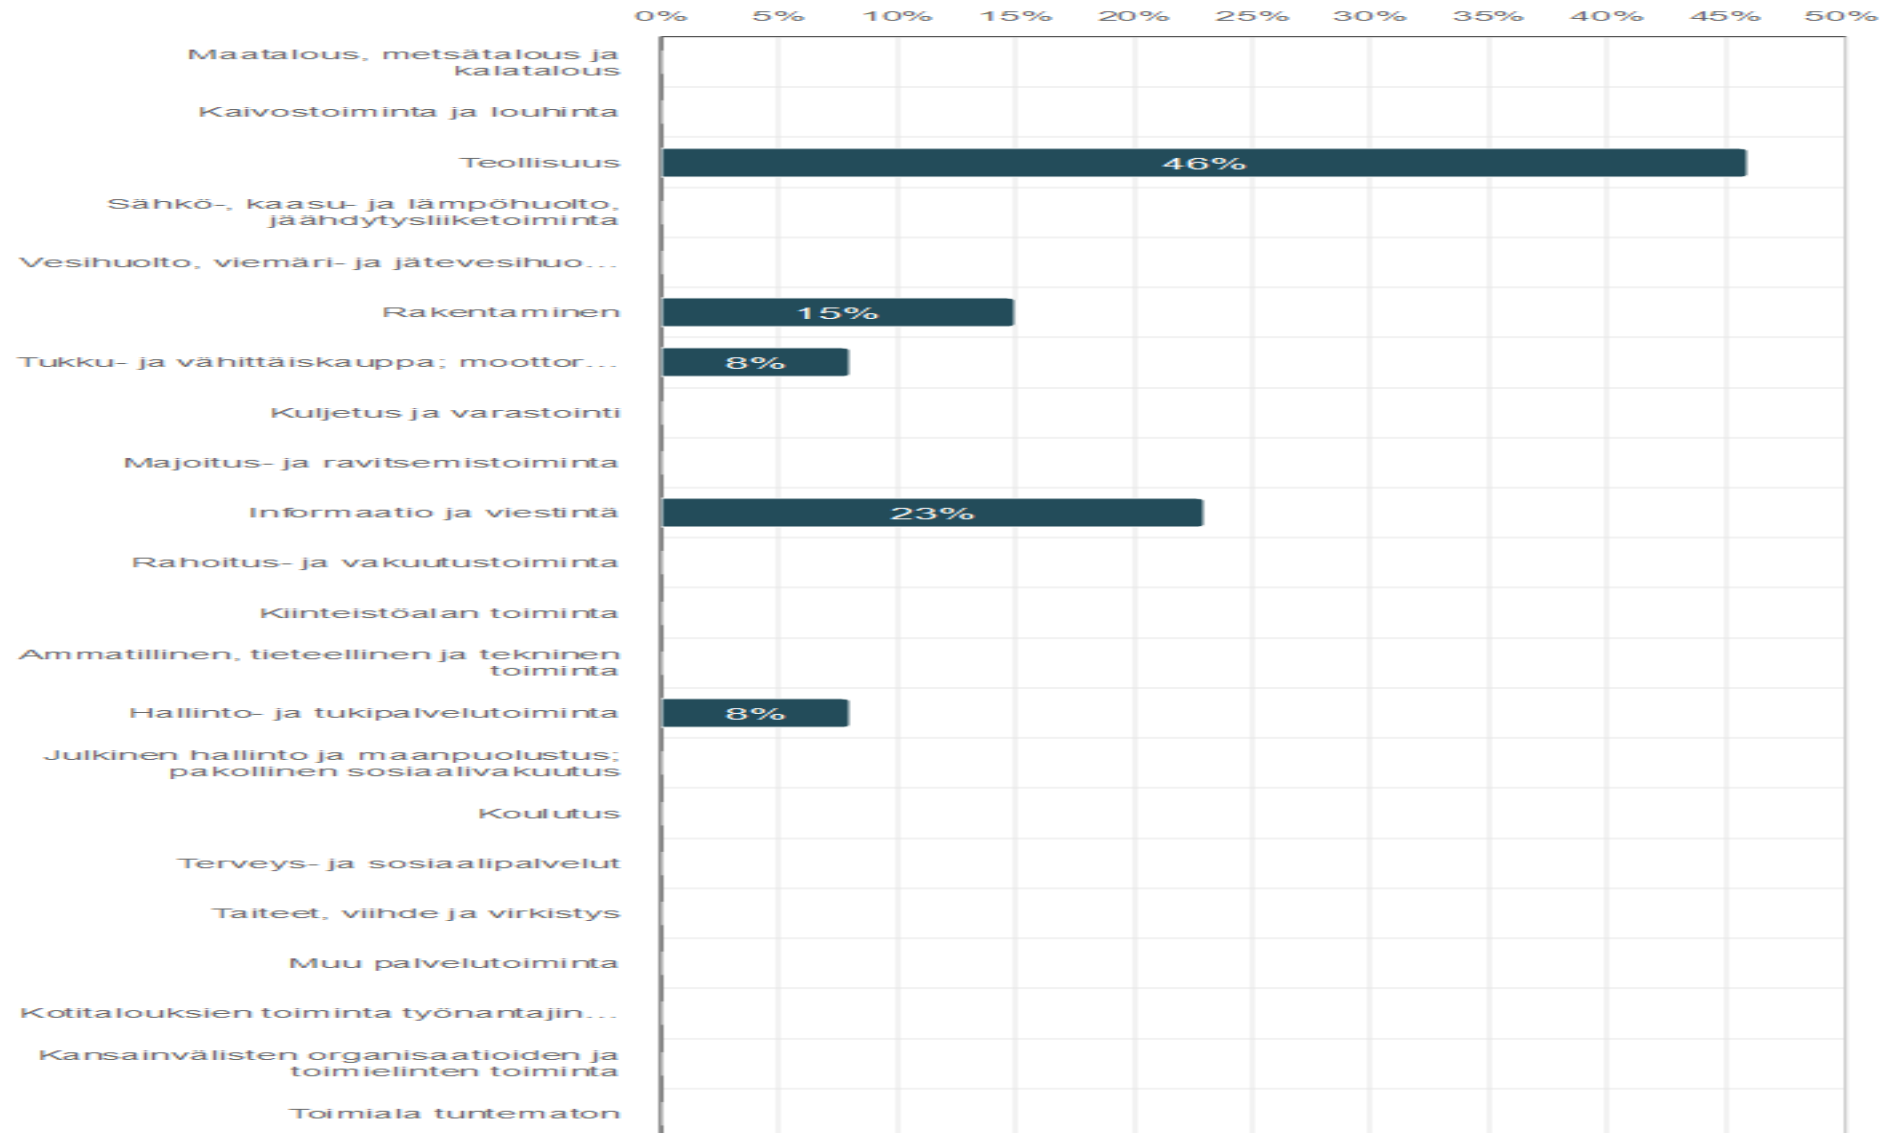 0% 5% 10% 15% 20% 25% 30% 35% 40% 45% 50%
Maatalous, metsätalous ja
kalatalous
Kaivostoiminta ja louhinta
Teollisuus 46%
Sähkö-, kaasu- ja lämpöhuolto,
jäähdytysliiketoiminta
Vesihuolto, viemäri- ja jätevesihuo...
Rakentaminen 15%
Tukku- ja vähittäiskauppa; moottor... 8%
Kuljetus ja varastointi
Majoitus- ja ravitsemistoiminta
Informaatio ja viestintä 23%
Rahoitus- ja vakuutustoiminta
Kiinteistöalan toiminta
Ammatillinen, tieteellinen ja tekninen
toiminta
Hallinto- ja tukipalvelutoiminta 8%
Julkinen hallinto ja maanpuolustus;
pakollinen sosiaalivakuutus
Koulutus
Terveys- ja sosiaalipalvelut
Taiteet, viihde ja virkistys
Muu palvelutoiminta
Kotitalouksien toiminta työnantajin...
Kansainvälisten organisaatioiden ja
toimielinten toiminta
Toimiala tuntematon